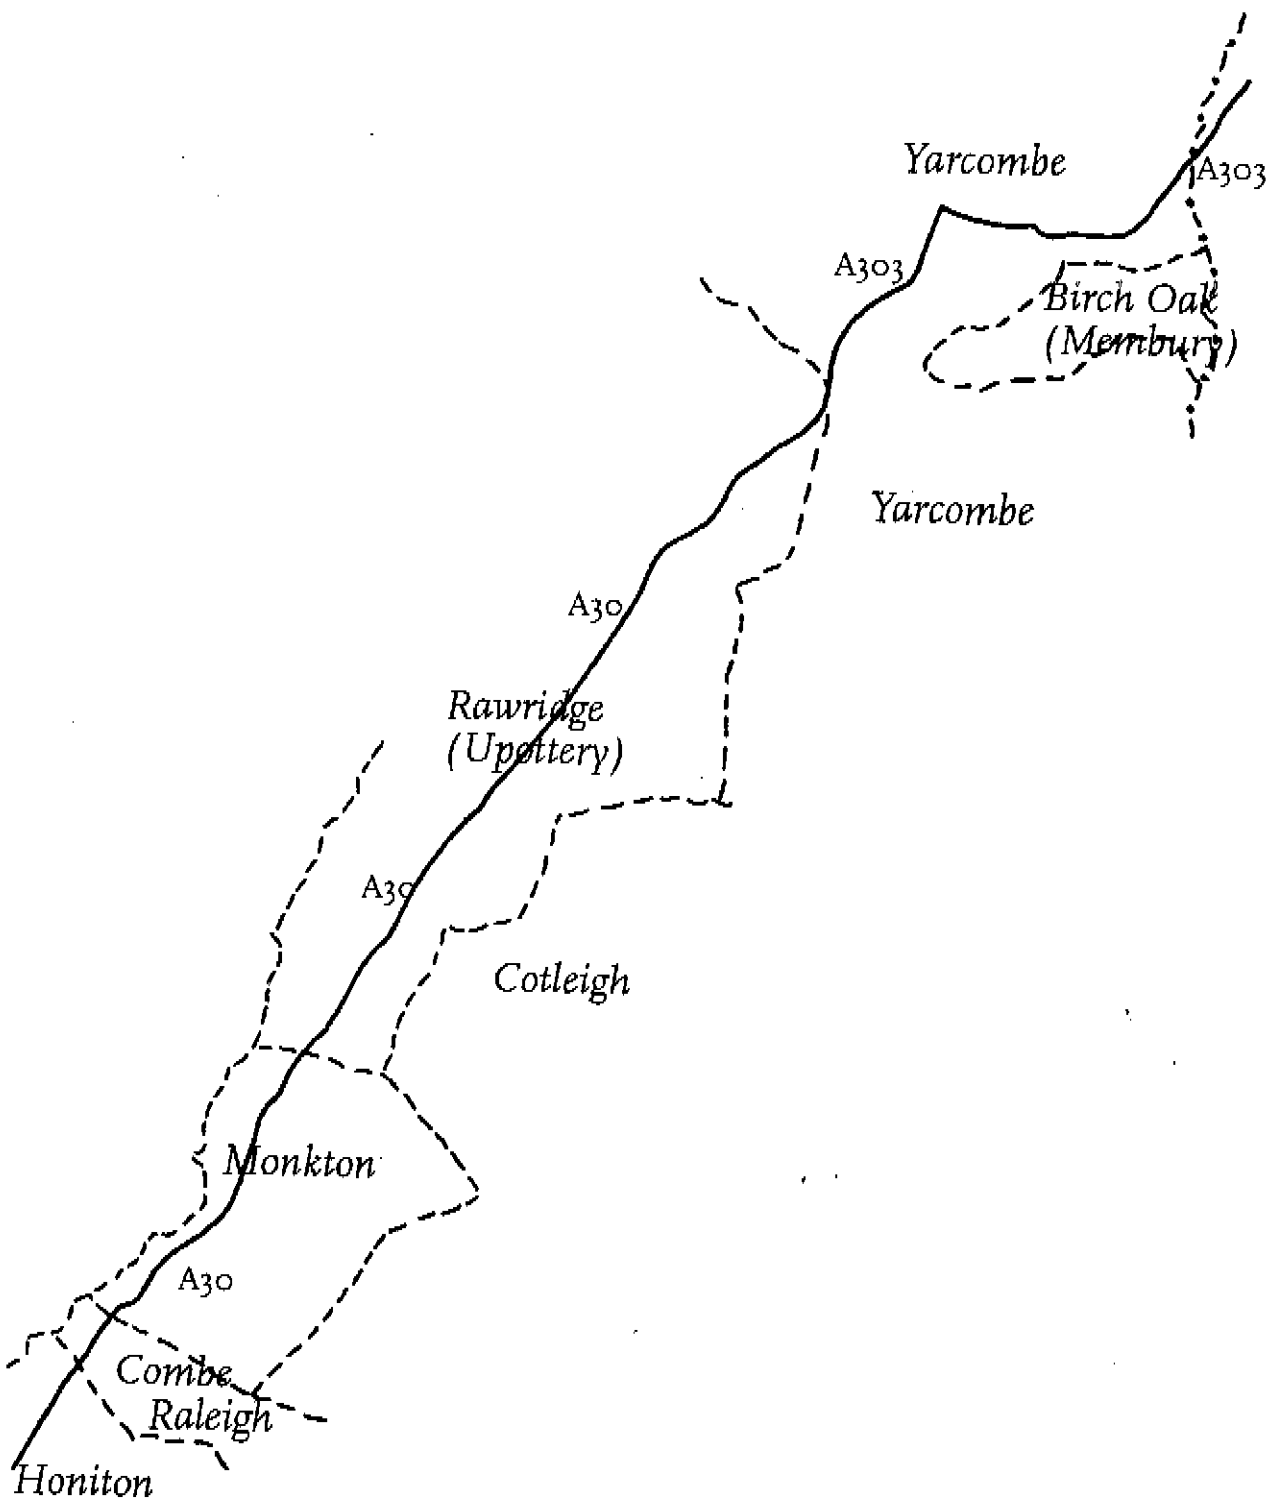 Yarcombe
A303
A303
Birch Oak
(Membury)
Yarcombe
A30
Rawridge
(Upottery)
A30
Cotleigh
Monkton
A30
Combe
Raleigh
Honiton